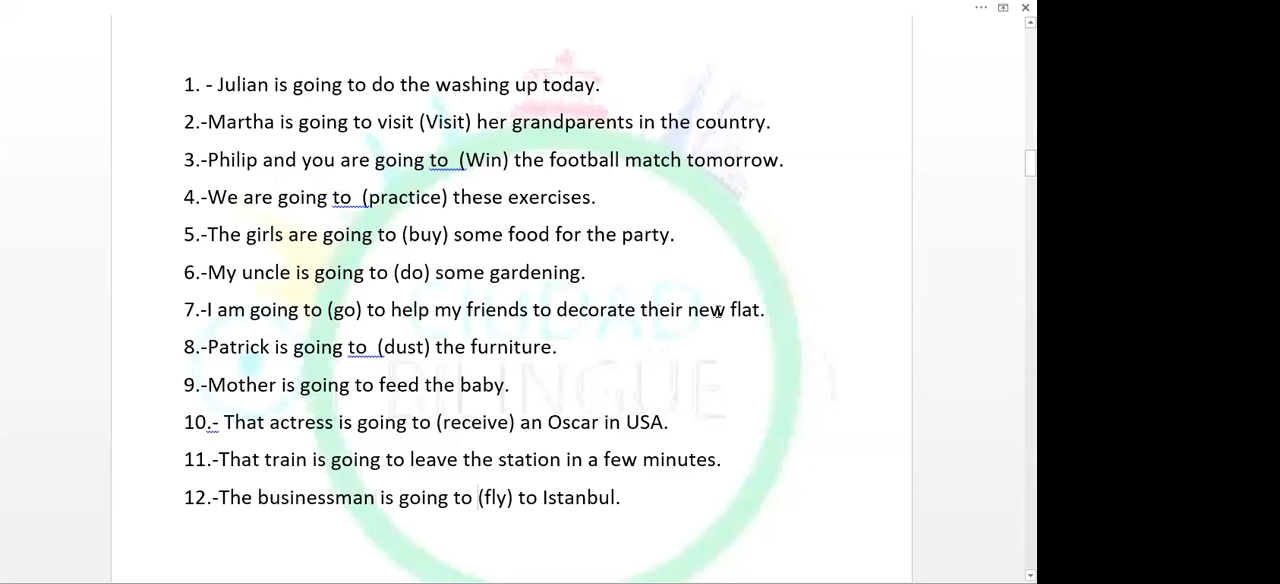 1. - Julian is going to do the washing up today.
2.-Martha is going to visit (Visit) her grandparents in the country.
3.-Philip and you are going to  (Win) the football match tomorrow.
4.-We are going to  (practice) these exercises.
5.-The girls are going to (buy) some food for the party.
6.-My uncle is going to (do) some gardening.
7.-I am going to (go) to help my friends to decorate their new flat.
8.-Patrick is going to  (dust) the furniture.
9.-Mother is going to feed the baby.
10.- That actress is going to (receive) an Oscar in USA.
11.-That train is going to leave the station in a few minutes.
12.-The businessman is going to (fly) to Istanbul.
CIUDAD
BILINGÜE